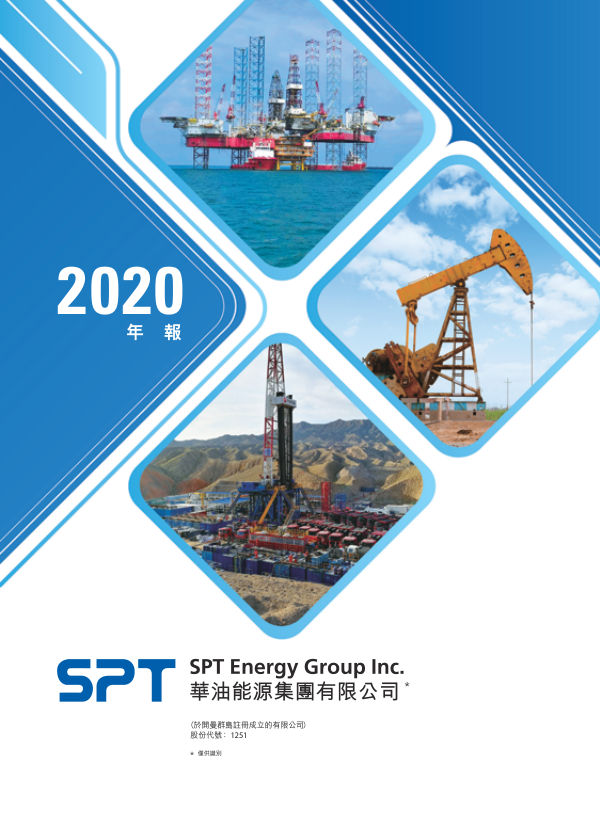 2020
年 報
SPT
SPT Energy Group Inc.
華油能源集團有限公司*
(於開曼群島註冊成立的有限公司)
股份代號：1251
* 僅供識別